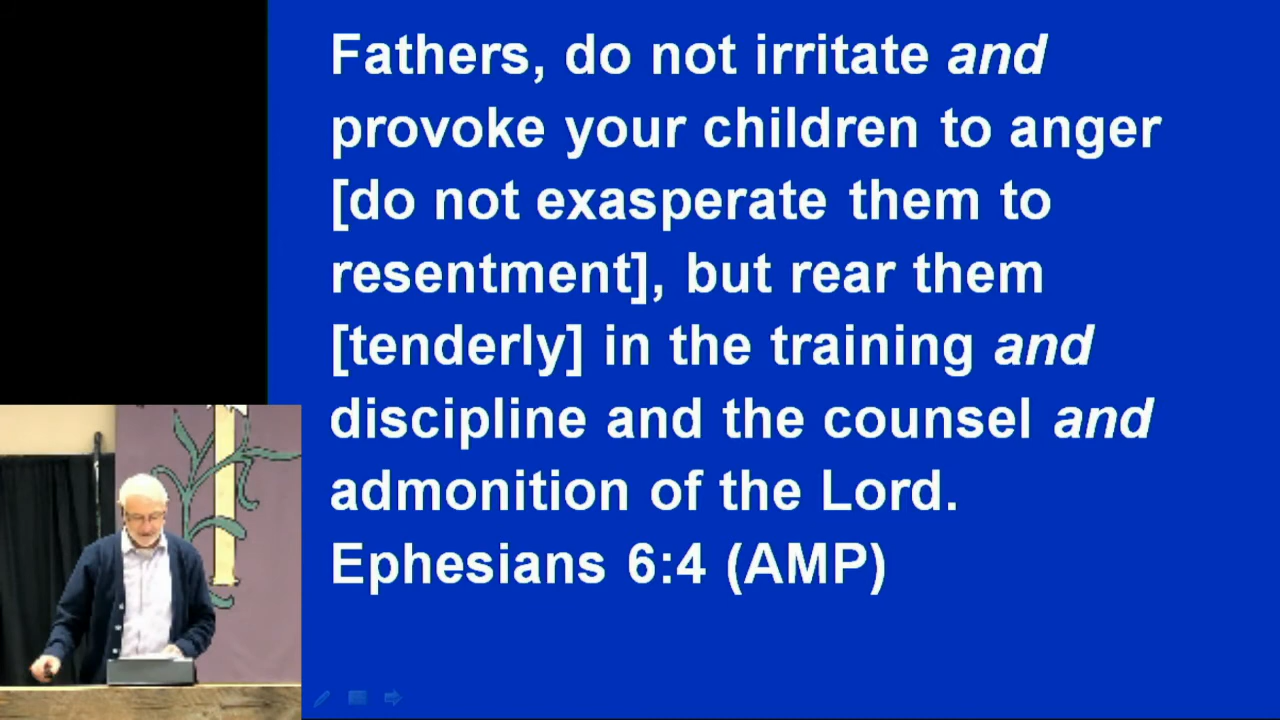 Fathers, do not irritate and
provoke your children to anger
[do not exasperate them to
resentment], but rear them
[tenderly] in the training and
discipline and the counsel and
admonition of the Lord.
Ephesians 6:4 (AMP)